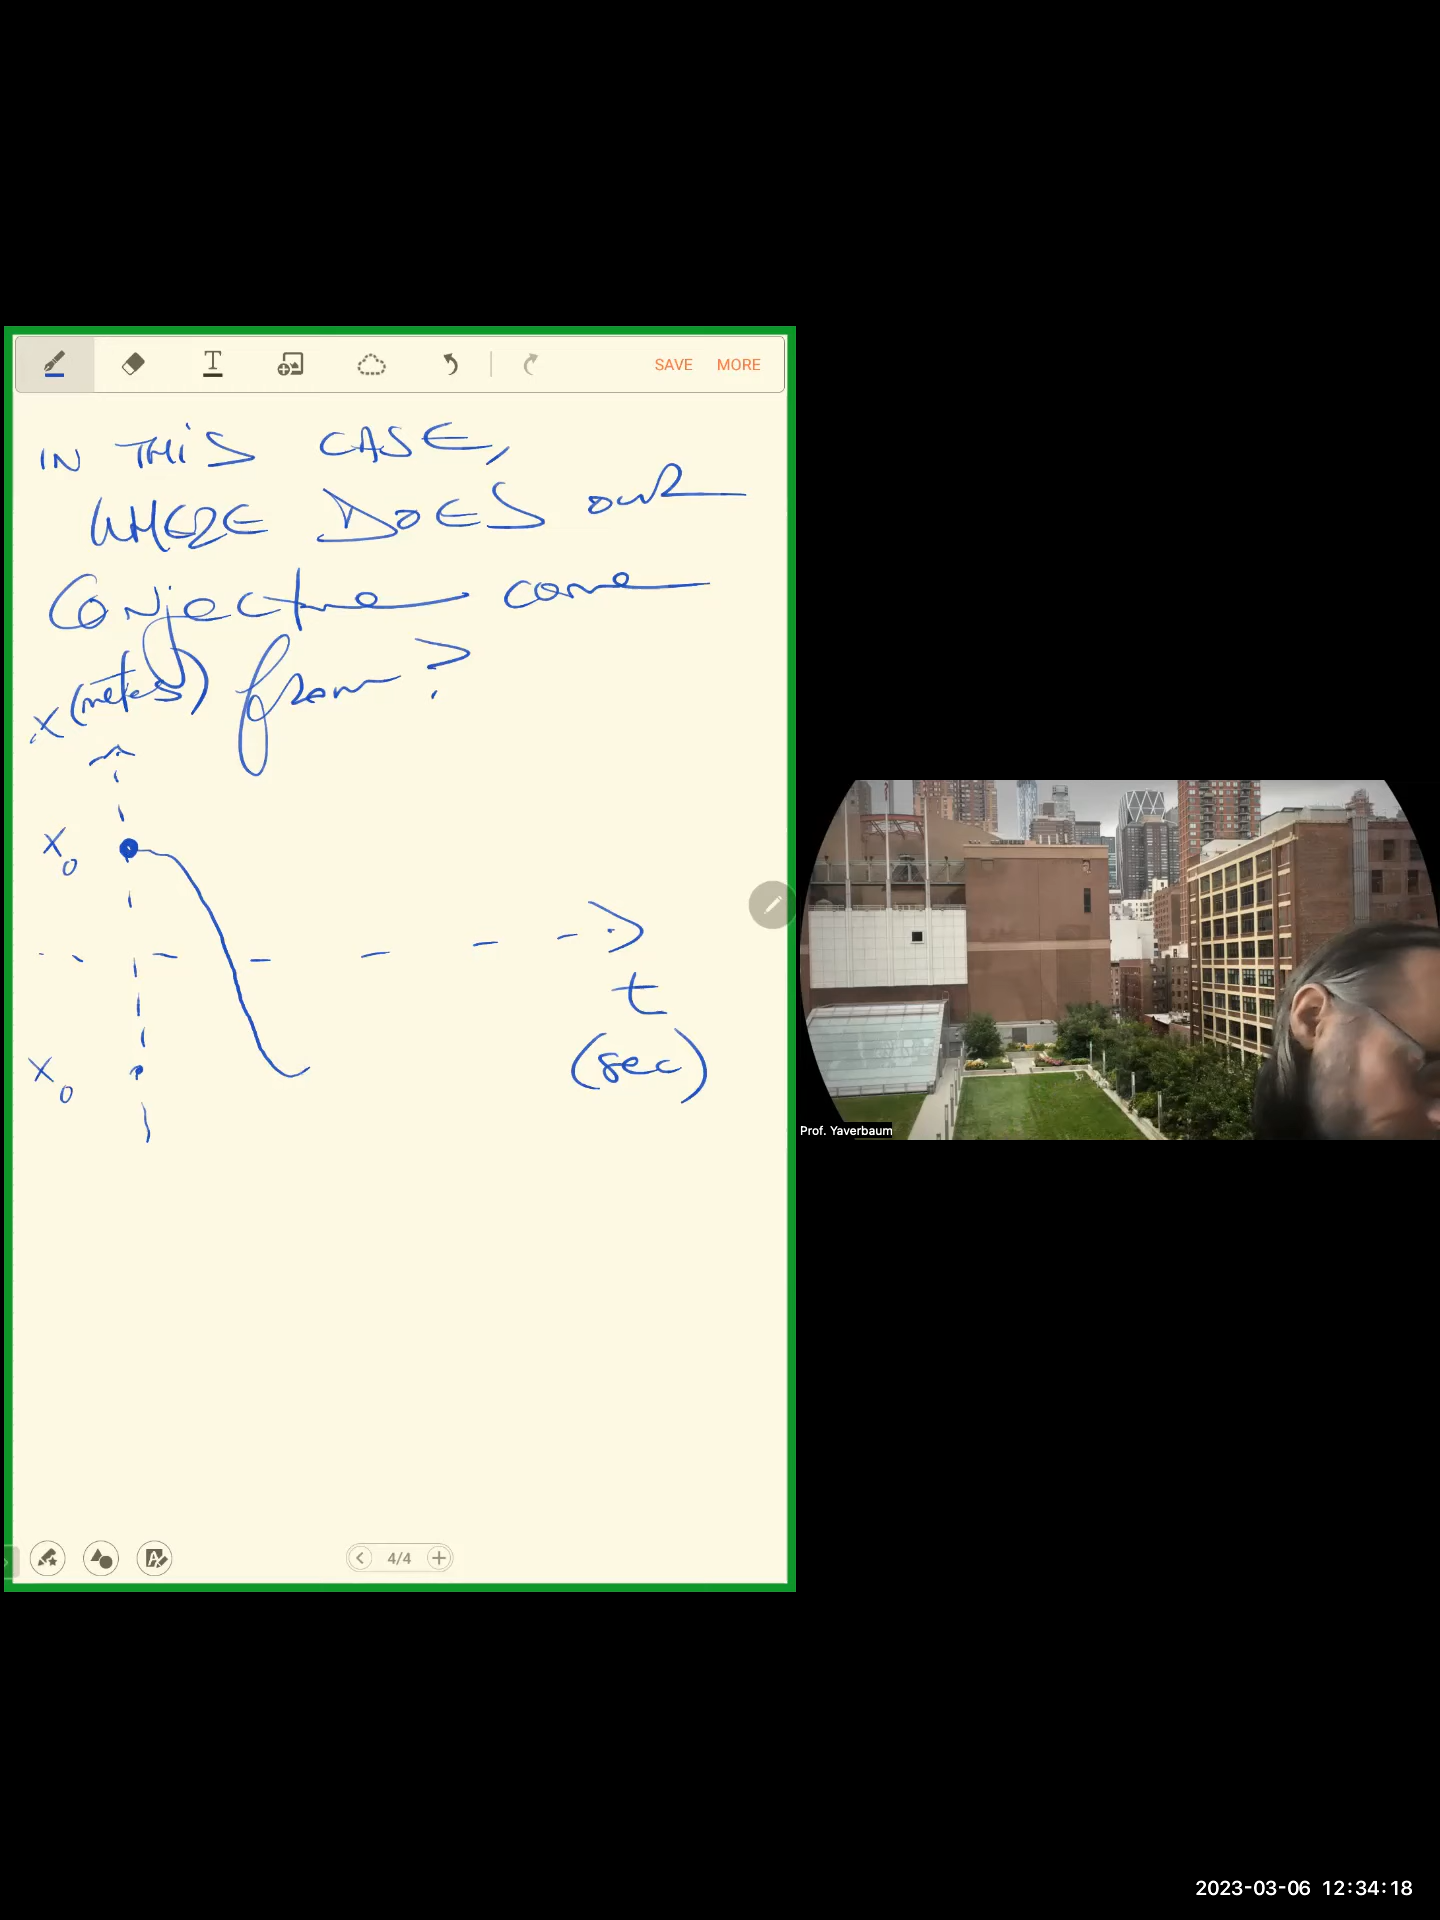 SAVE MORE
IN THIS CASE,
WHERE DOES our
Conjecture come
from?
x (meters)
x0
t
(sec)
x0
4/4
Prof. Yaverbaum
2023-03-06 12:34:18